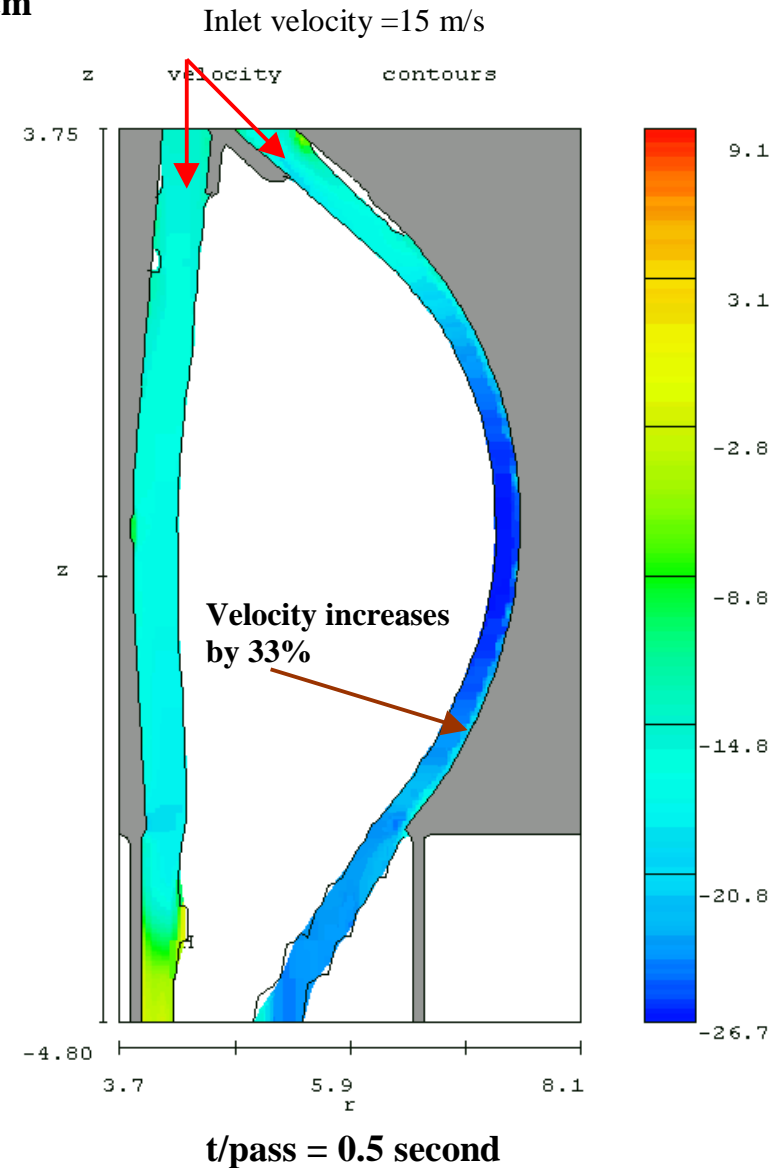 m
Inlet velocity =15 m/s
z velocity contours
3.75
9.1
3.1
-2.8
z
-8.8
Velocity increases
by 33%
-14.8
-20.8
-26.7
-4.80
3.7 5.9 8.1
r
t/pass = 0.5 second